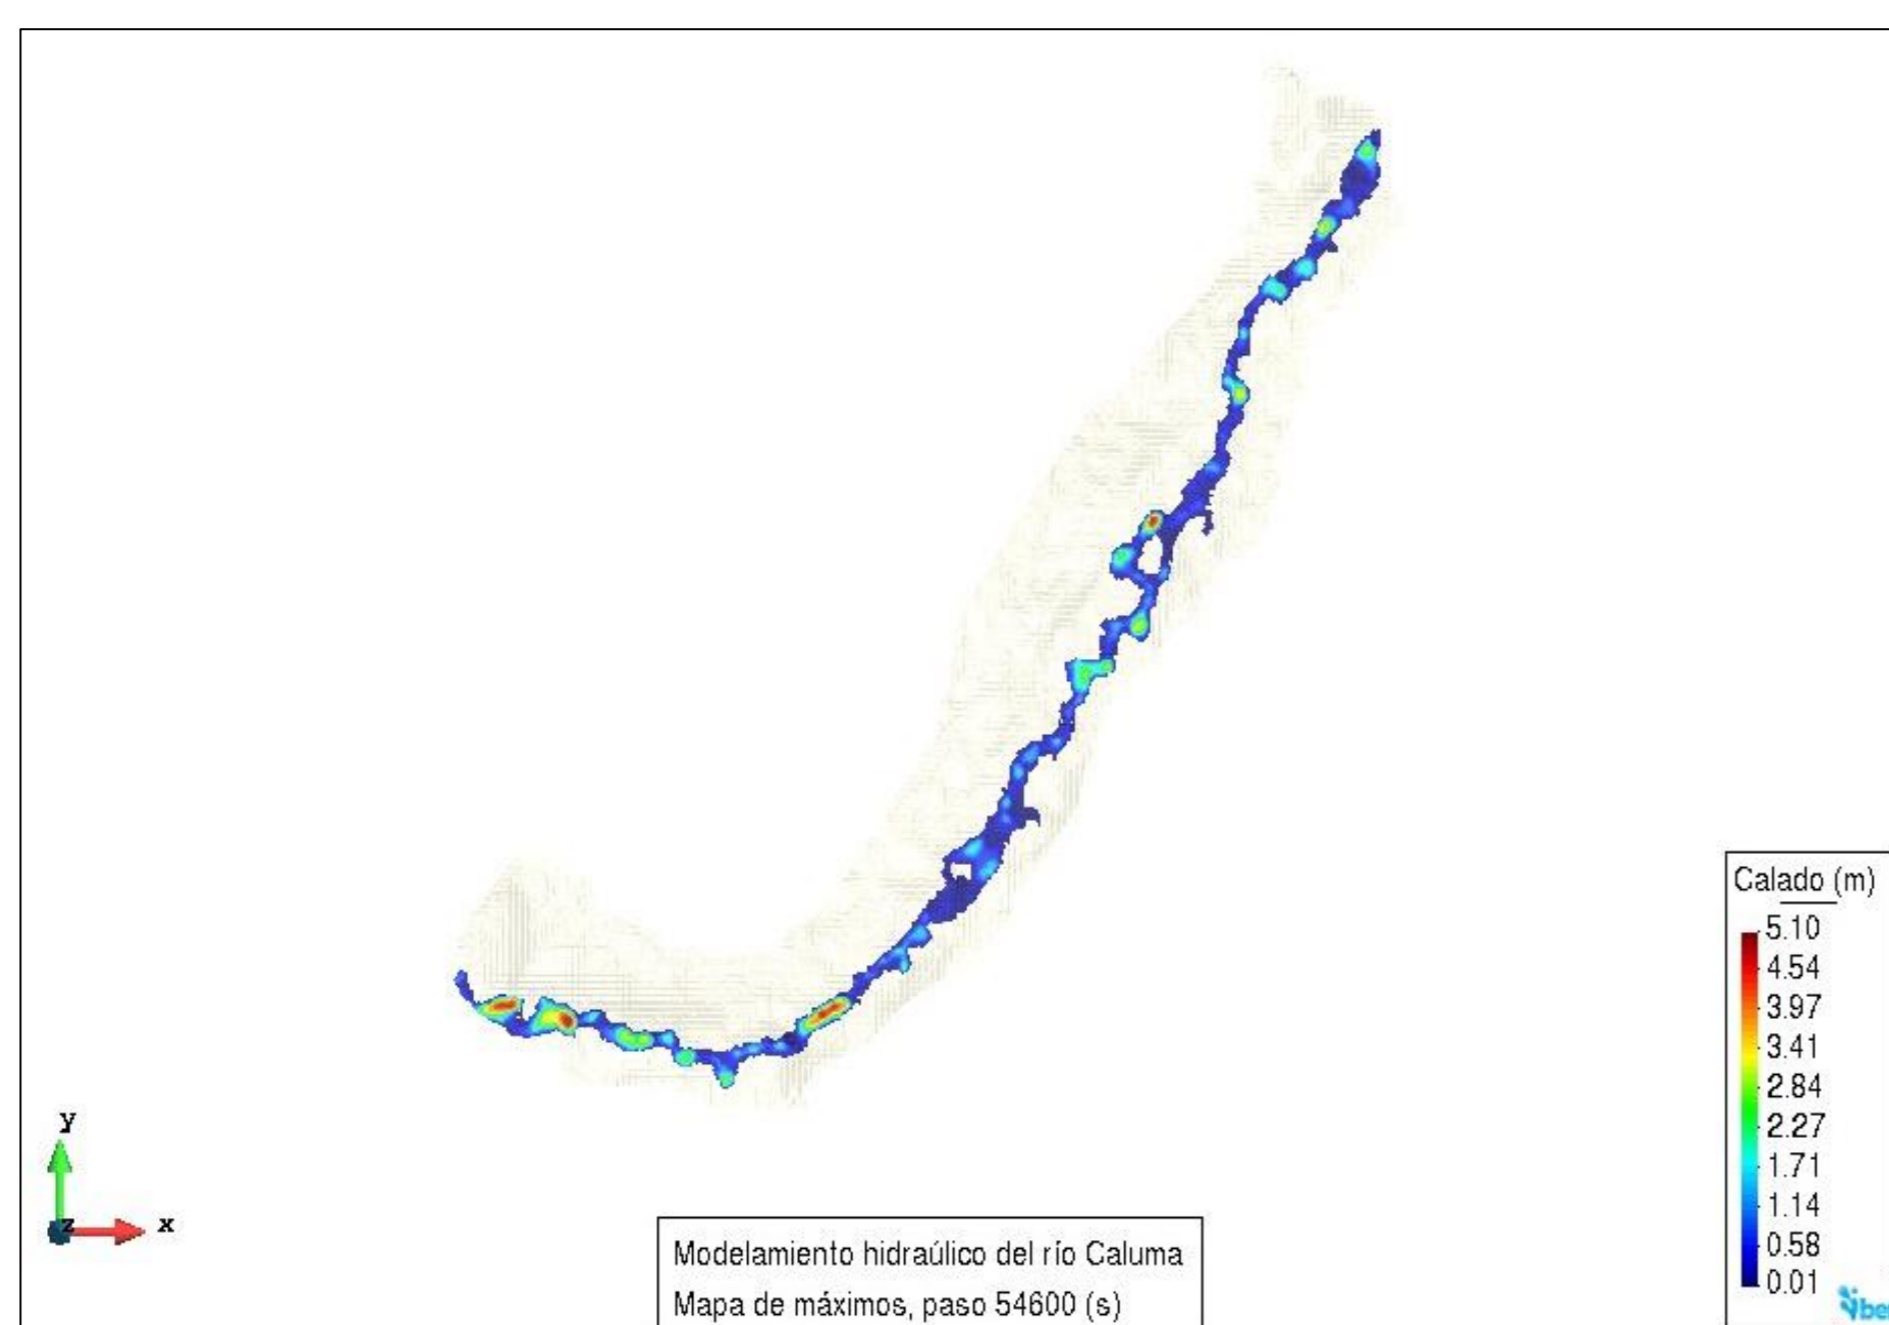 Calado (m)
5.10
4.54
3.97
3.41
2.84
2.27
1.71
1.14
0.58
0.01
y
z
x
Modelamiento hidraúlico del río Caluma
Mapa de máximos, paso 54600 (s)